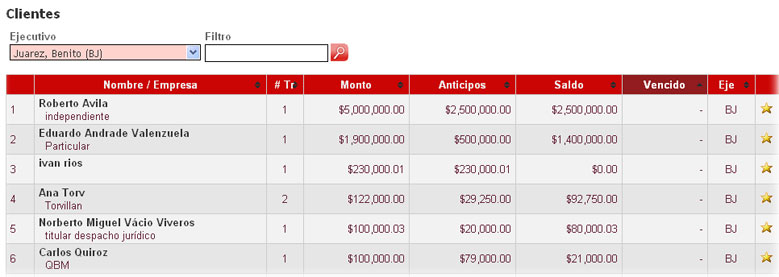 Clientes
Ejecutivo Filtro
Juarez, Benito (BJ)
Nombre / Empresa # Tr Monto Anticipos Saldo Vencido Eje
1 Roberto Avila 1 $5,000,000.00 $2,500,000.00 $2,500,000.00 - BJ
independiente
2 Eduardo Andrade Valenzuela 1 $1,900,000.00 $500,000.00 $1,400,000.00 - BJ
Particular
3 ivan rios 1 $230,000.01 $230,000.01 $0.00 - BJ
4 Ana Torv 2 $122,000.00 $29,250.00 $92,750.00 - BJ
Torvillan
5 Norberto Miguel Vácio Viveros 1 $100,000.03 $20,000.00 $80,000.03 - BJ
titular despacho jurídico
6 Carlos Quiroz 1 $100,000.00 $79,000.00 $21,000.00 - BJ
QBM